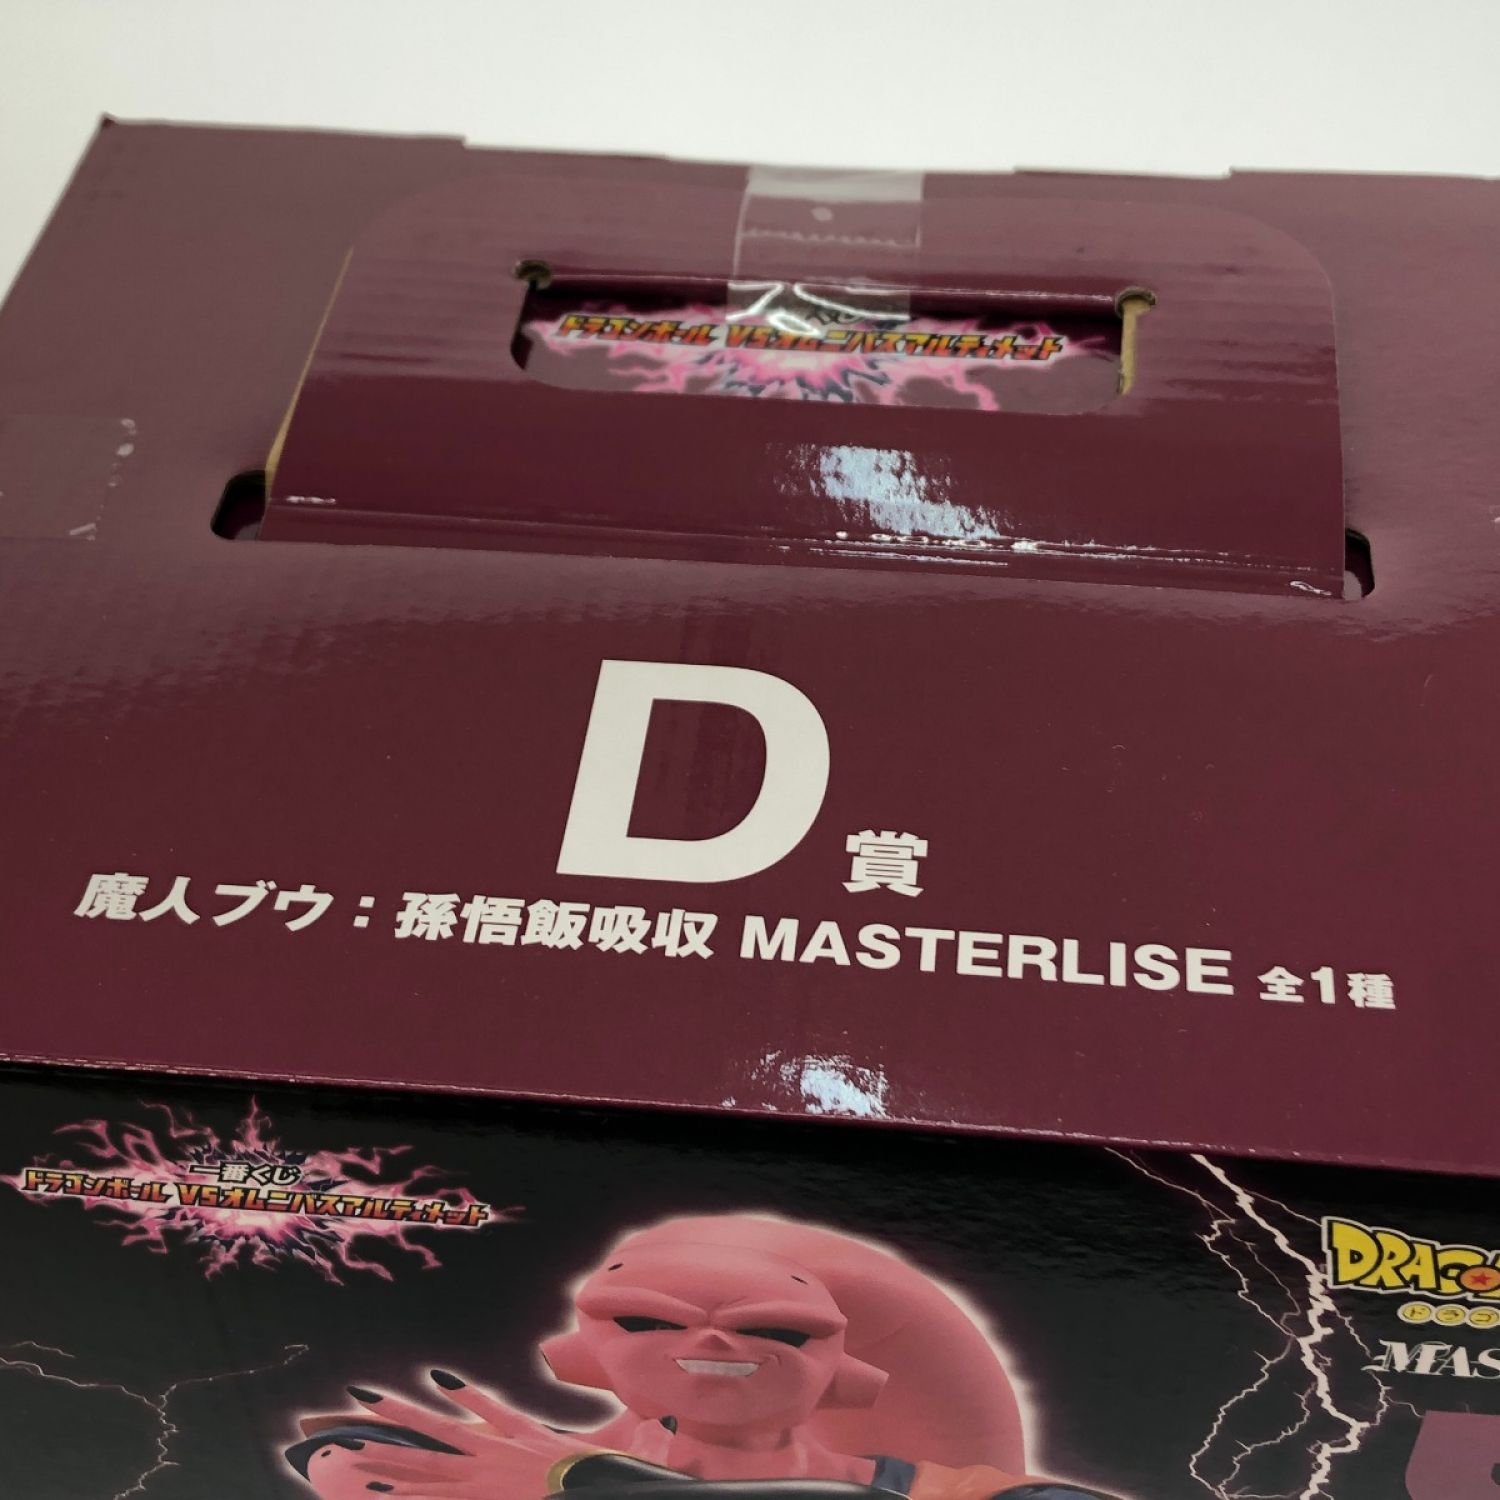 ドラゴンボール VSオムニバスアルティメット
D賞
魔人ブウ：孫悟飯吸収 MASTERLISE 全1種
一番くじ
ドラゴンボール VSオムニバスアルティメット